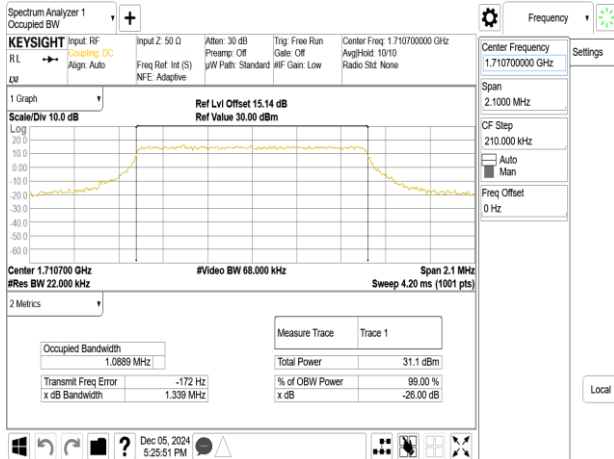 Spectrum Analyzer 1
Occupied BW
Frequency
KEYSIGHT
RL
LXI
Input: RF
Coupling: DC
Align: Auto
Input Z: 50 Ω
Freq Ref: Int (S)
NFE: Adaptive
Atten: 30 dB
Preamp: Off
µW Path: Standard
Trig: Free Run
Gate: Off
#IF Gain: Low
Center Freq: 1.710700000 GHz
Avg|Hold: 10/10
Radio Std: None
Center Frequency
1.710700000 GHz
Settings
Span
2.1000 MHz
CF Step
210.000 kHz
Auto
Man
Freq Offset
0 Hz
1 Graph
Scale/Div 10.0 dB
Ref Lvl Offset 15.14 dB
Ref Value 30.00 dBm
Log
20.0
10.0
0.00
-10.0
-20.0
-30.0
-40.0
-50.0
-60.0
Center 1.710700 GHz
#Res BW 22.000 kHz
#Video BW 68.000 kHz
Span 2.1 MHz
Sweep 4.20 ms (1001 pts)
2 Metrics
Measure Trace Trace 1
Occupied Bandwidth
1.0889 MHz
Total Power 31.1 dBm
Transmit Freq Error -172 Hz
% of OBW Power 99.00 %
x dB Bandwidth 1.339 MHz
x dB -26.00 dB
Local
?
Dec 05, 2024
5:25:51 PM